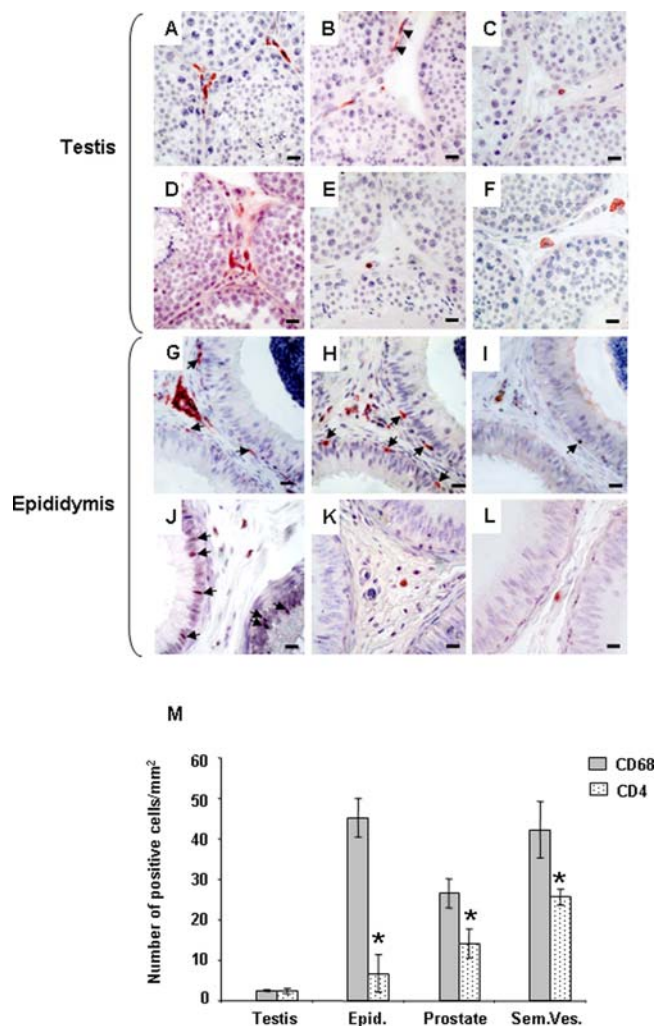 A B C
Testis
D E F
G H I
Epididymis
J K L
M
Number of positive cells/mm²
60
50
40
30
20
10
0
* * *
CD68
CD4
Testis Epid. Prostate Sem.Ves.